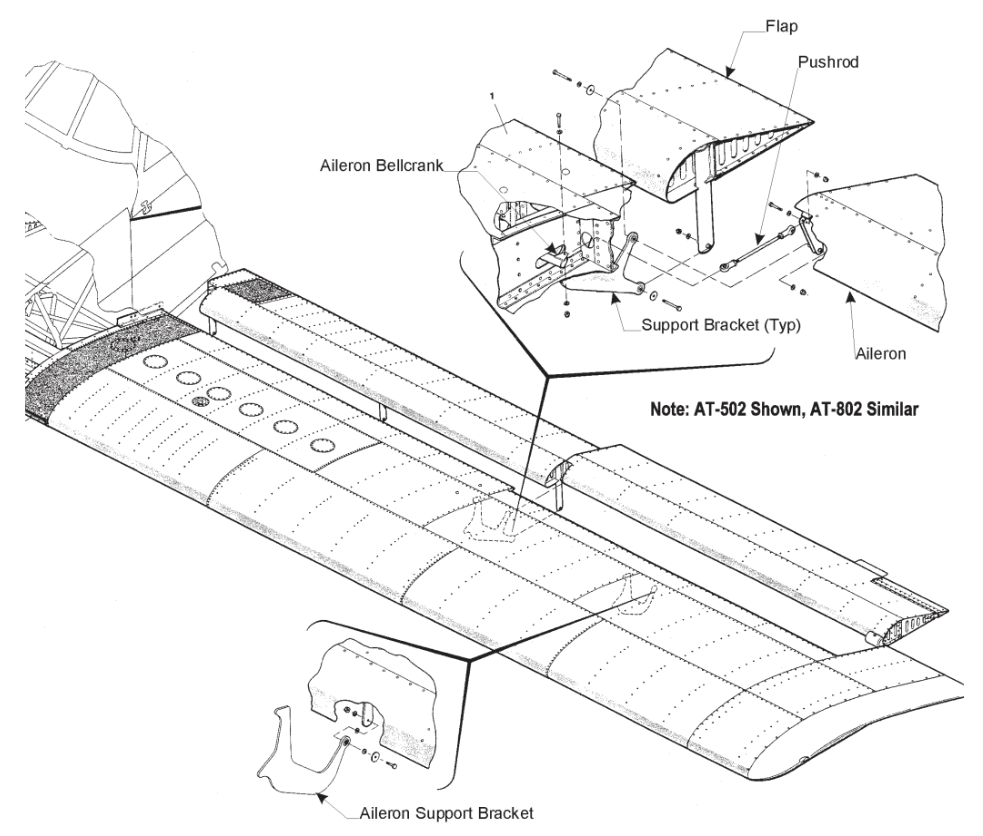 Flap
Pushrod
1
Aileron Bellcrank
Support Bracket (Typ)
Aileron
Note: AT-502 Shown, AT-802 Similar
Aileron Support Bracket